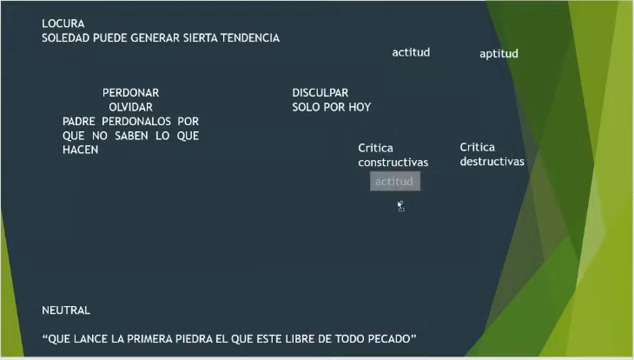 LOCURA
SOLEDAD PUEDE GENERAR SIERTA TENDENCIA
actitud
aptitud
PERDONAR
OLVIDAR
PADRE PERDONALOS POR
QUE NO SABEN LO QUE
HACEN
DISCULPAR
SOLO POR HOY
Critica
constructivas
Critica
destructivas
actitud
NEUTRAL
“QUE LANCE LA PRIMERA PIEDRA EL QUE ESTE LIBRE DE TODO PECADO”